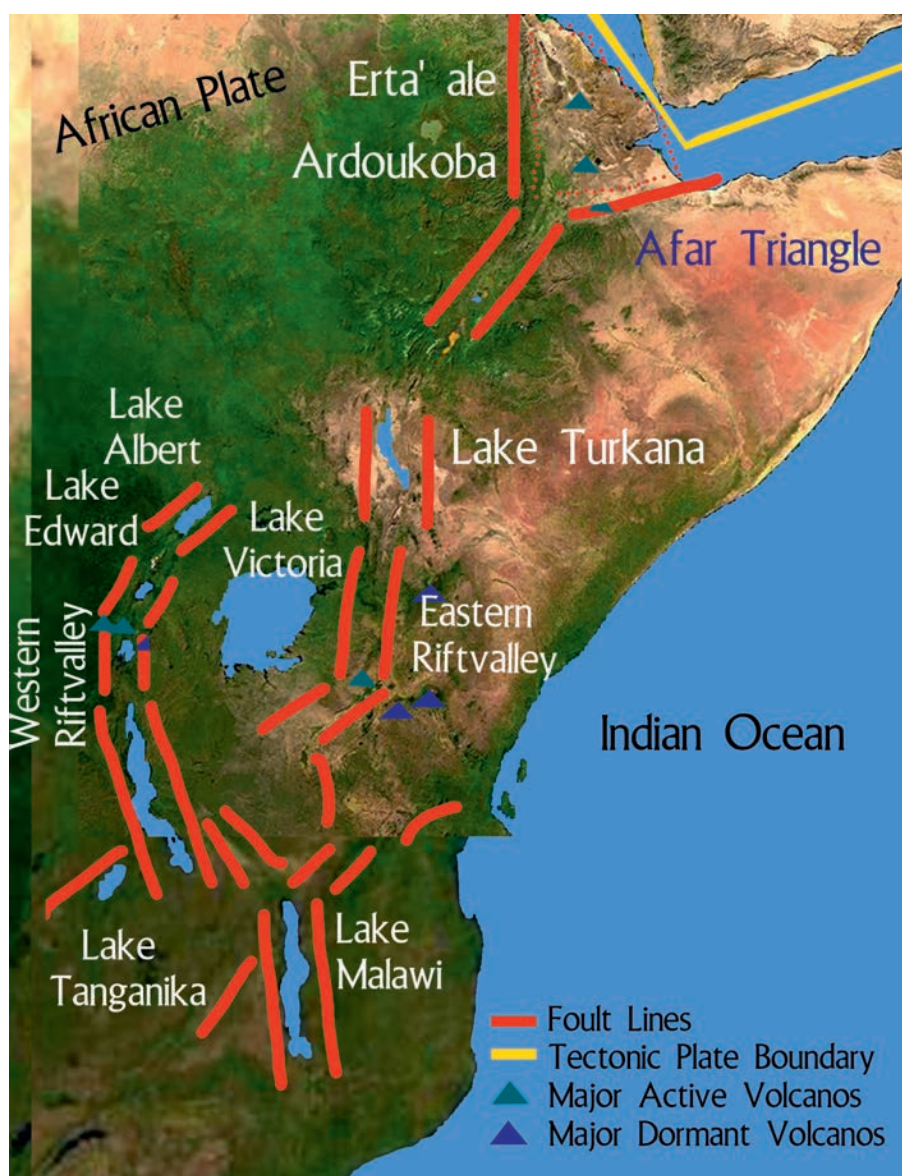 African Plate
Erta' ale
Ardoukoba
Afar Triangle
Lake
Albert
Lake
Edward
Lake
Victoria
Lake Turkana
Western
Riftvalley
Eastern
Riftvalley
Indian Ocean
Lake
Tanganika
Lake
Malawi
Foult Lines
Tectonic Plate Boundary
Major Active Volcanos
Major Dormant Volcanos